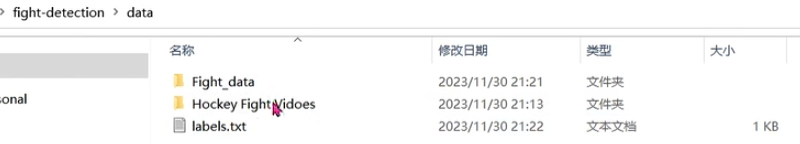 › fight-detection › data
名称 修改日期 类型 大小
Fight_data 2023/11/30 21:21 文件夹
sonal Hockey Fight Vidoes 2023/11/30 21:13 文件夹
labels.txt 2023/11/30 21:22 文本文档 1 KB